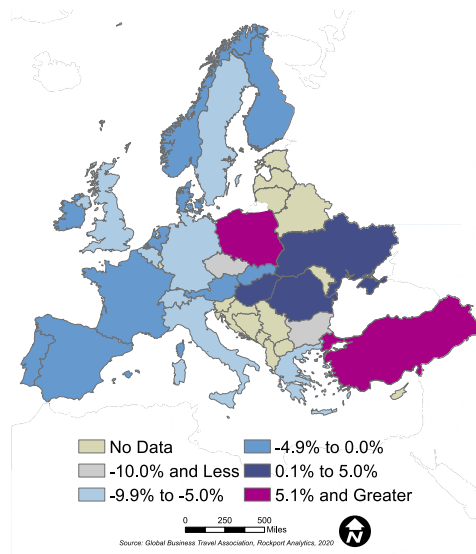 No Data
-10.0% and Less
-9.9% to -5.0%
-4.9% to 0.0%
0.1% to 5.0%
5.1% and Greater
0 250 500
Miles
N
Source: Global Business Travel Association, Rockport Analytics, 2020